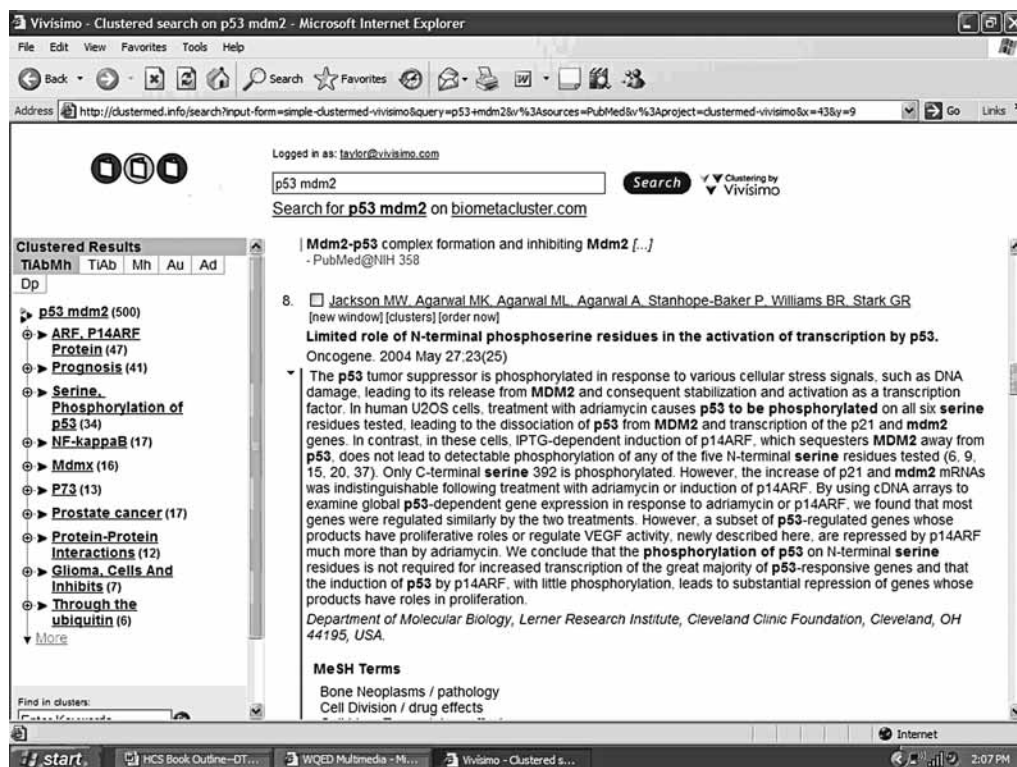 Vivisimo - Clustered search on p53 mdm2 - Microsoft Internet Explorer
File Edit View Favorites Tools Help
Back Search Favorites
Address http://clustermed.info/search?input-form=simple-clustermed-vivisimo&query=p53+mdm2&v%3Asources=PubMed&v%3Aproject=clustermed-vivisimo&x=43&y=9 Go Links
Logged in as: taylor@vivisimo.com
p53 mdm2 Search Clustering by Vivísimo
Search for p53 mdm2 on biometacluster.com
Clustered Results
TiAbMh TiAb Mh Au Ad
Dp
p53 mdm2 (500)
ARF, P14ARF
Protein (47)
Prognosis (41)
Serine,
Phosphorylation of
p53 (34)
NF-kappaB (17)
Mdmx (16)
P73 (13)
Prostate cancer (17)
Protein-Protein
Interactions (12)
Glioma, Cells And
Inhibits (7)
Through the
ubiquitin (6)
More
Find in clusters:
Enter Keywords
Mdm2-p53 complex formation and inhibiting Mdm2 [...]
- PubMed@NIH 358
8. Jackson MW, Agarwal MK, Agarwal ML, Agarwal A, Stanhope-Baker P, Williams BR, Stark GR
[new window] [clusters] [order now]
Limited role of N-terminal phosphoserine residues in the activation of transcription by p53.
Oncogene. 2004 May 27;23(25)
The p53 tumor suppressor is phosphorylated in response to various cellular stress signals, such as DNA
damage, leading to its release from MDM2 and consequent stabilization and activation as a transcription
factor. In human U2OS cells, treatment with adriamycin causes p53 to be phosphorylated on all six serine
residues tested, leading to the dissociation of p53 from MDM2 and transcription of the p21 and mdm2
genes. In contrast, in these cells, IPTG-dependent induction of p14ARF, which sequesters MDM2 away from
p53, does not lead to detectable phosphorylation of any of the five N-terminal serine residues tested (6, 9,
15, 20, 37). Only C-terminal serine 392 is phosphorylated. However, the increase of p21 and mdm2 mRNAs
was indistinguishable following treatment with adriamycin or induction of p14ARF. By using cDNA arrays to
examine global p53-dependent gene expression in response to adriamycin or p14ARF, we found that most
genes were regulated similarly by the two treatments. However, a subset of p53-regulated genes whose
products have proliferative roles or regulate VEGF activity, newly described here, are repressed by p14ARF
much more than by adriamycin. We conclude that the phosphorylation of p53 on N-terminal serine
residues is not required for increased transcription of the great majority of p53-responsive genes and that
the induction of p53 by p14ARF, with little phosphorylation, leads to substantial repression of genes whose
products have roles in proliferation.
Department of Molecular Biology, Lerner Research Institute, Cleveland Clinic Foundation, Cleveland, OH
44195, USA.
MeSH Terms
Bone Neoplasms / pathology
Cell Division / drug effects
Internet
start HCS Book Outline--DT... WQED Multimedia - Mi... Vivisimo - Clustered s... 2:07 PM